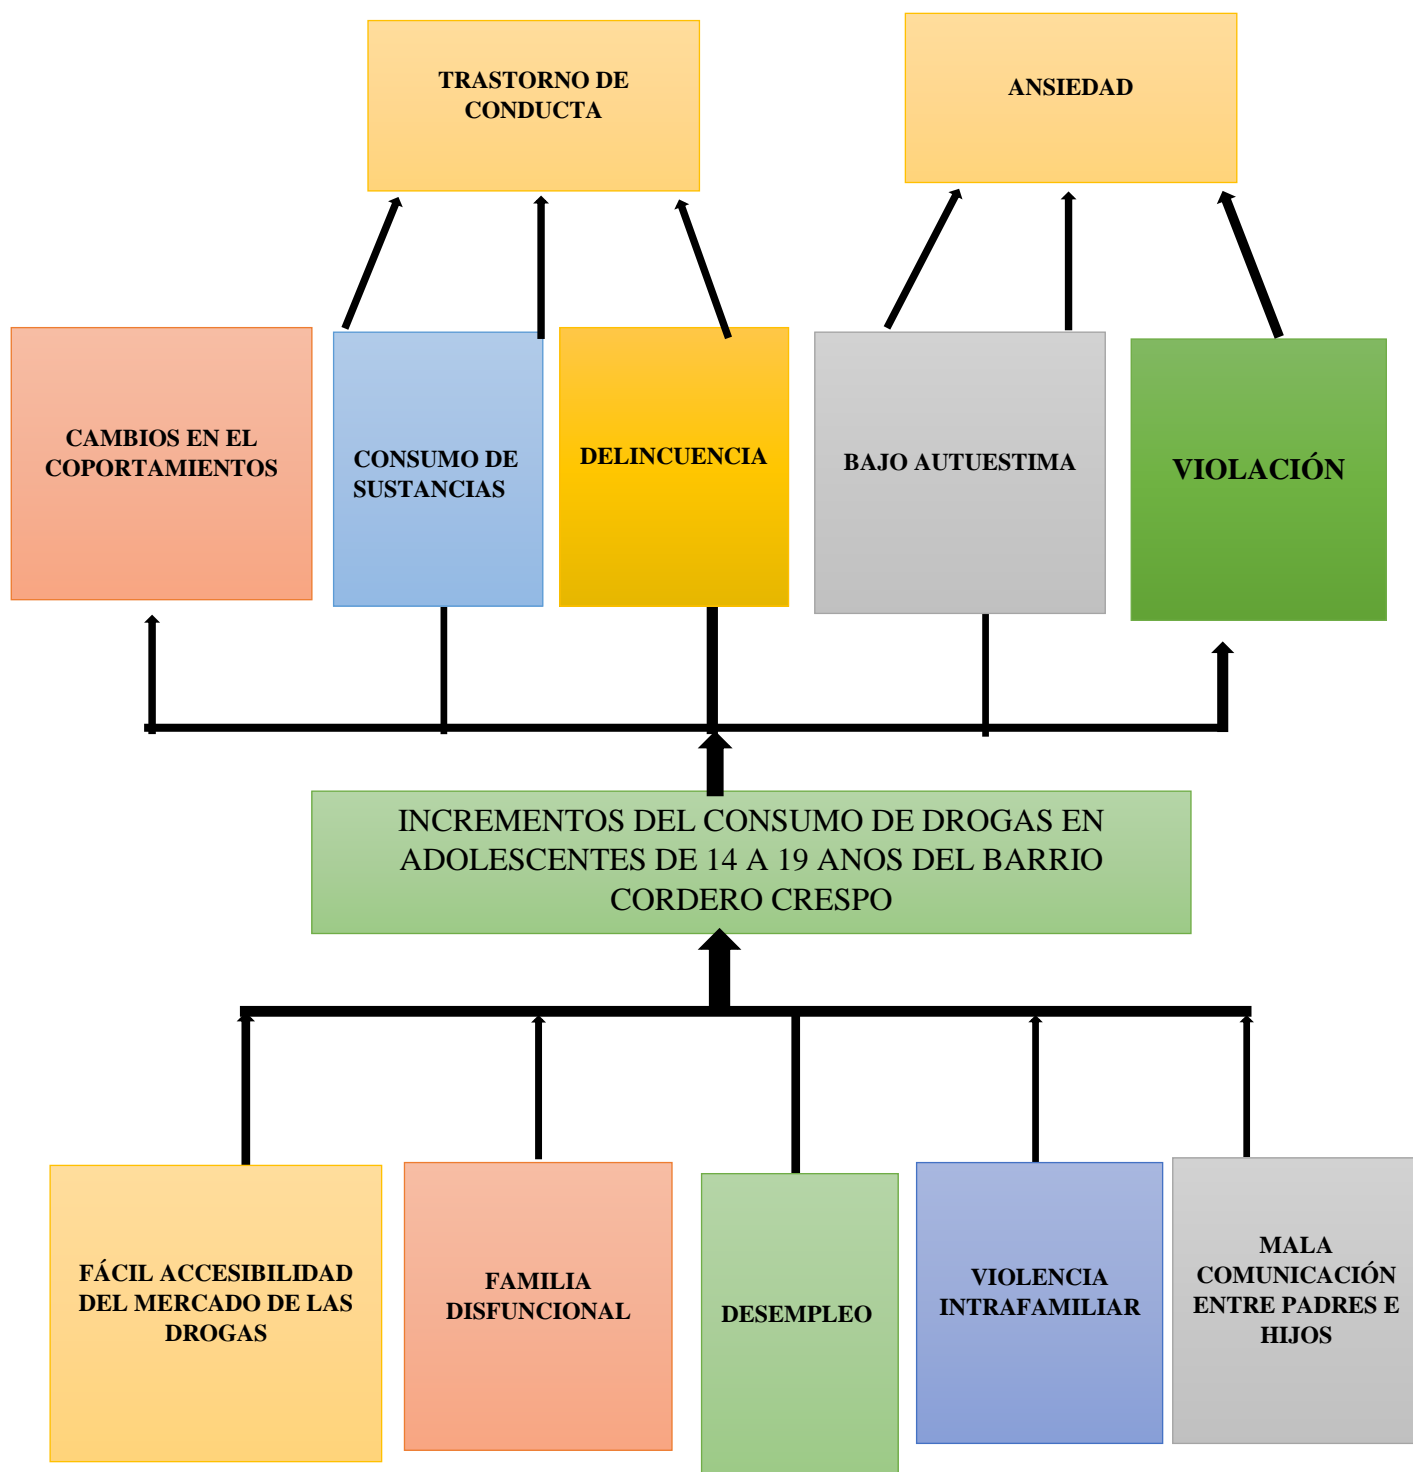 TRASTORNO DE
CONDUCTA
ANSIEDAD
CAMBIOS EN EL
COPORTAMIENTOS
CONSUMO DE
SUSTANCIAS
DELINCUENCIA
BAJO AUTUESTIMA
VIOLACIÓN
INCREMENTOS DEL CONSUMO DE DROGAS EN
ADOLESCENTES DE 14 A 19 ANOS DEL BARRIO
CORDERO CRESPO
FÁCIL ACCESIBILIDAD
DEL MERCADO DE LAS
DROGAS
FAMILIA
DISFUNCIONAL
DESEMPLEO
VIOLENCIA
INTRAFAMILIAR
MALA
COMUNICACIÓN
ENTRE PADRES E
HIJOS